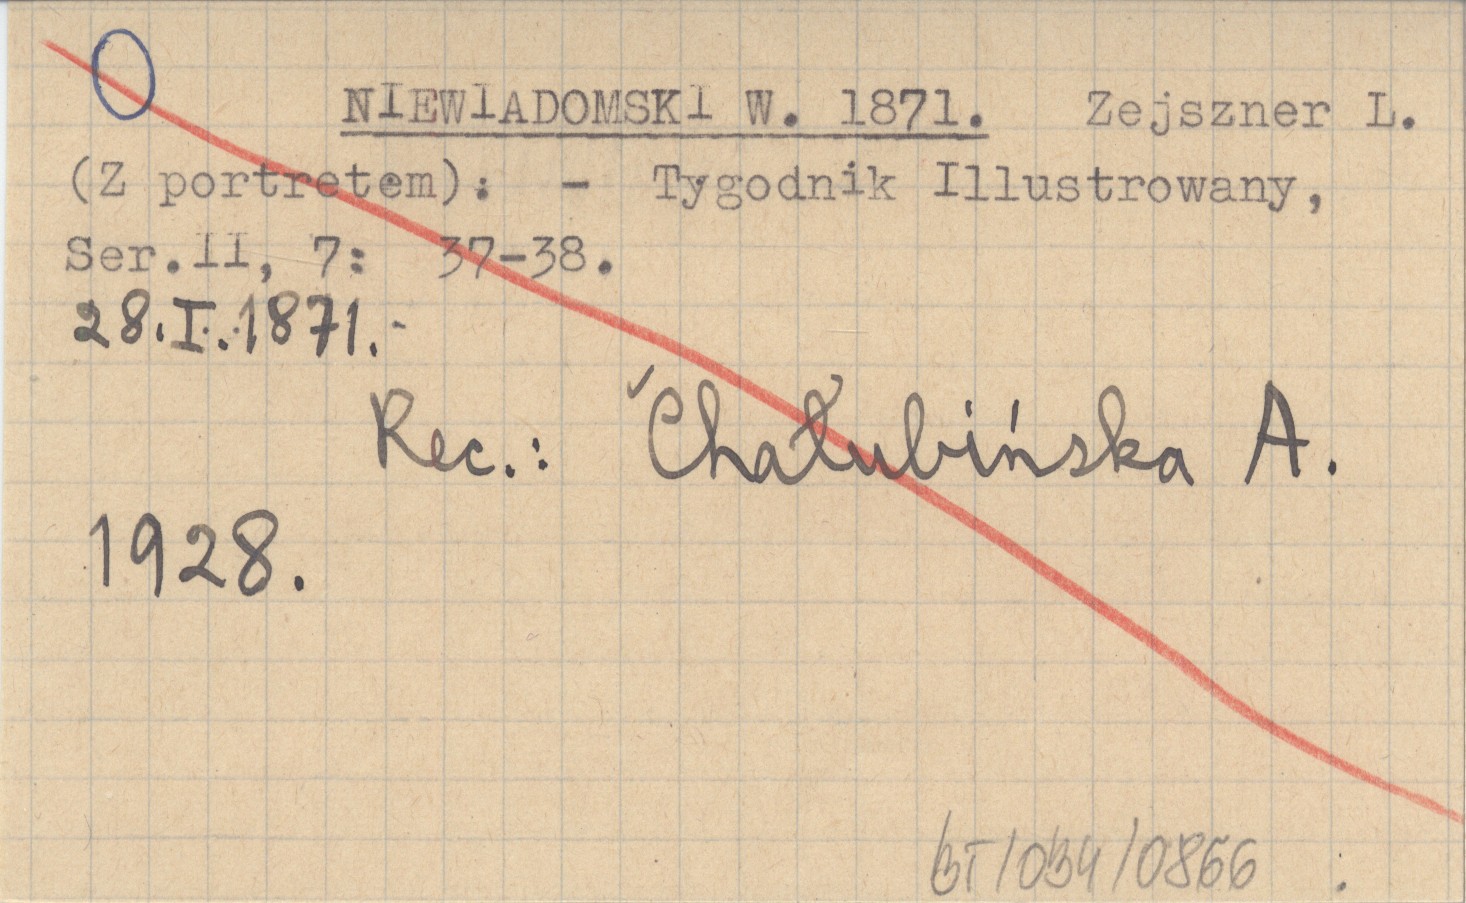 NIEWIADOMSKI W. 1871. Zejszner L.
(Z portretem): - Tygodnik Illustrowany,
Ser.II, 7: 37-38.
28.I.1871.-
Rec.: Chałubińska A.
1928.
BT/034/0866